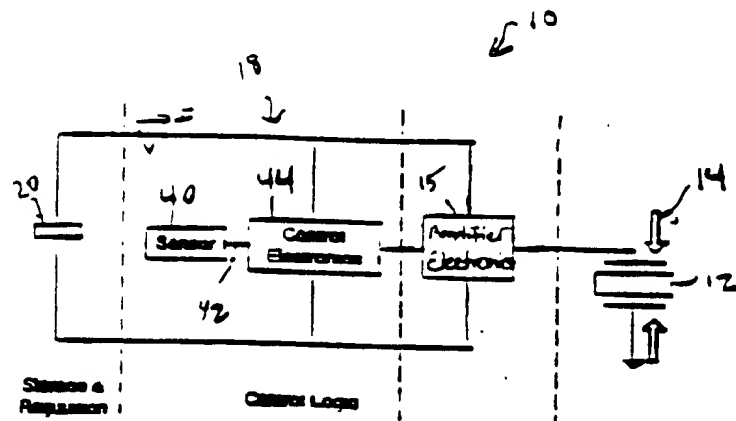 10
18
20
40
44
15
14
Sensor
Control
Electronics
Amplifier
Electronics
12
42
Storage &
Regulation
Control Logic